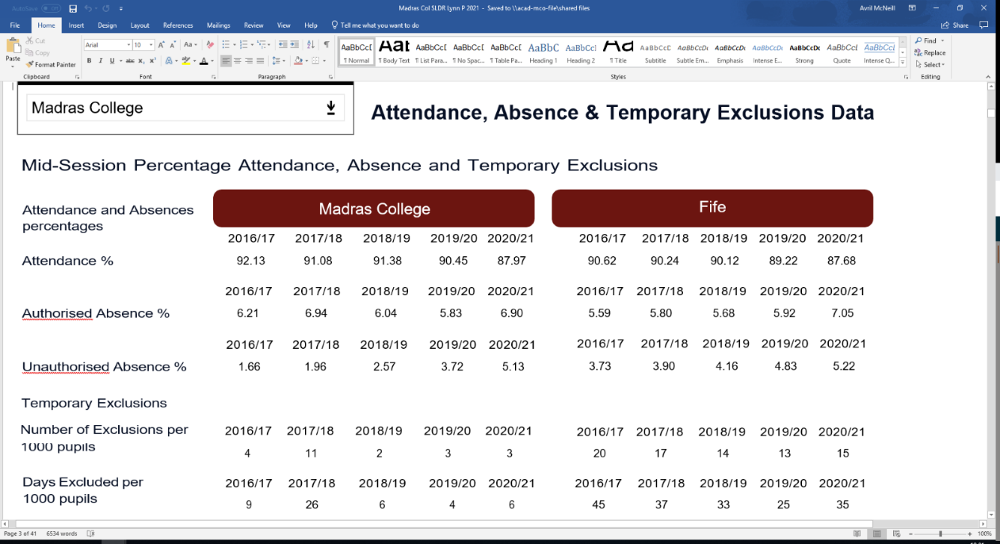 AutoSave Off
Madras Col SLDR Lynn P 2021 - Saved to \\acad-mco-file\shared files
Avril McNeill
File Home Insert Design Layout References Mailings Review View Help Tell me what you want to do
Share
Paste
Cut
Copy
Format Painter
Clipboard
Arial 10
Aa
B I U abc x, x²
Font
Paragraph
AaBbCcI AaBbCcI AaBbCcI AaBbCcI AaBbC AaBbCcl AaBbCcE AaBbCcDı AaBbCcDı AaBbCcDı AaBbCcDc AaBbCcI AaBbCcI
¶ Normal ¶ Body Text ¶ List Para... ¶ No Spac... ¶ Table Pa... Heading 1 Heading 2 ¶ Title Subtitle Subtle Em... Emphasis Intense E... Strong Quote Intense Q...
Styles
Find
Replace
Select
Editing
Madras College
Attendance, Absence & Temporary Exclusions Data
Mid-Session Percentage Attendance, Absence and Temporary Exclusions
Attendance and Absences
percentages
Madras College
Fife
2016/17 2017/18 2018/19 2019/20 2020/21 2016/17 2017/18 2018/19 2019/20 2020/21
Attendance % 92.13 91.08 91.38 90.45 87.97 90.62 90.24 90.12 89.22 87.68
2016/17 2017/18 2018/19 2019/20 2020/21 2016/17 2017/18 2018/19 2019/20 2020/21
Authorised Absence % 6.21 6.94 6.04 5.83 6.90 5.59 5.80 5.68 5.92 7.05
2016/17 2017/18 2018/19 2019/20 2020/21 2016/17 2017/18 2018/19 2019/20 2020/21
Unauthorised Absence % 1.66 1.96 2.57 3.72 5.13 3.73 3.90 4.16 4.83 5.22
Temporary Exclusions
Number of Exclusions per
1000 pupils
2016/17 2017/18 2018/19 2019/20 2020/21 2016/17 2017/18 2018/19 2019/20 2020/21
4 11 2 3 3 20 17 14 13 15
Days Excluded per
1000 pupils
2016/17 2017/18 2018/19 2019/20 2020/21 2016/17 2017/18 2018/19 2019/20 2020/21
9 26 6 4 6 45 37 33 25 35
Page 3 of 41 6534 words
100%